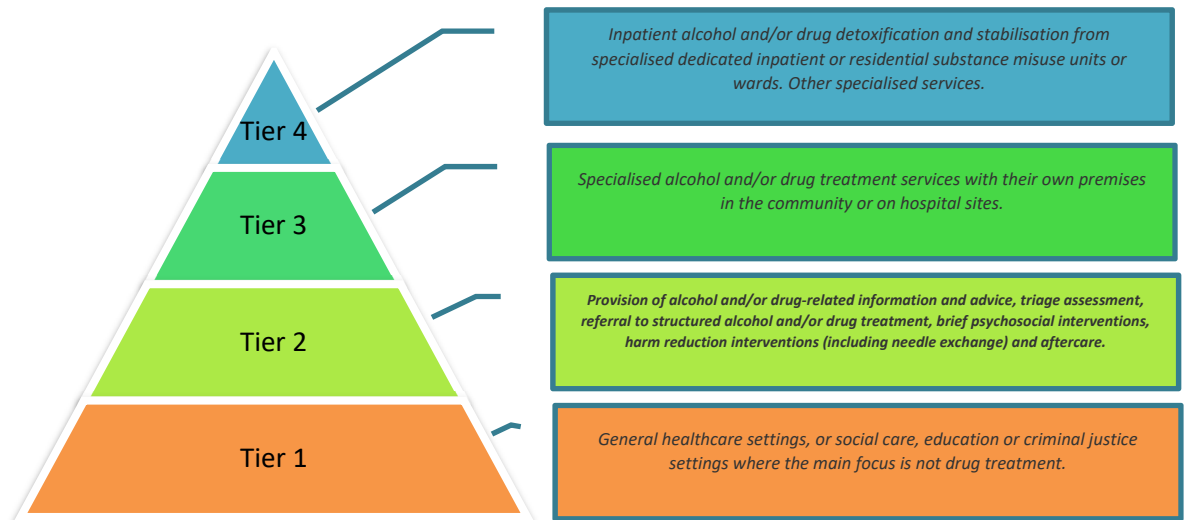 Tier 4
Inpatient alcohol and/or drug detoxification and stabilisation from
specialised dedicated inpatient or residential substance misuse units or
wards. Other specialised services.
Tier 3
Specialised alcohol and/or drug treatment services with their own premises
in the community or on hospital sites.
Tier 2
Provision of alcohol and/or drug-related information and advice, triage assessment,
referral to structured alcohol and/or drug treatment, brief psychosocial interventions,
harm reduction interventions (including needle exchange) and aftercare.
Tier 1
General healthcare settings, or social care, education or criminal justice
settings where the main focus is not drug treatment.